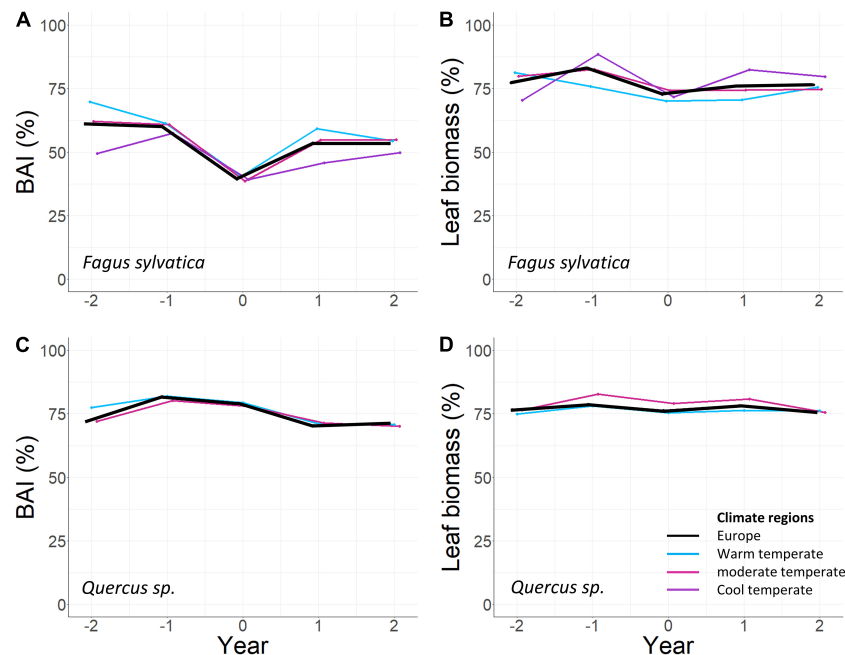 A
100
75
50
25
0
BAI (%)
Fagus sylvatica
-2 -1 0 1 2
B
100
75
50
25
0
Leaf biomass (%)
Fagus sylvatica
-2 -1 0 1 2
C
100
75
50
25
0
BAI (%)
Quercus sp.
-2 -1 0 1 2
Year
D
100
75
50
25
0
Leaf biomass (%)
Climate regions
Europe
Warm temperate
moderate temperate
Cool temperate
Quercus sp.
-2 -1 0 1 2
Year